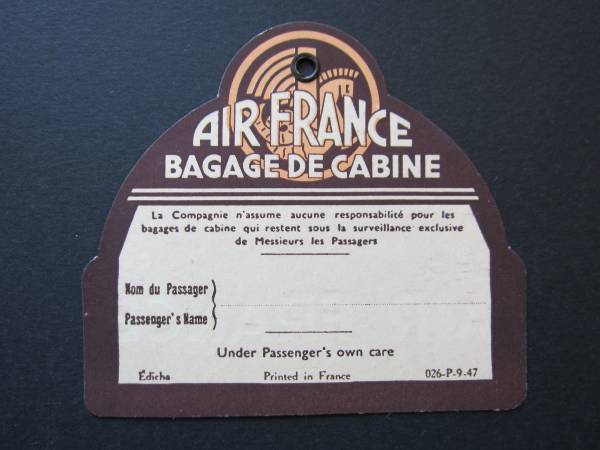 AIR FRANCE
BAGAGE DE CABINE
La Compagnie n'assume aucune responsabilité pour les
bagages de cabine qui restent sous la surveillance exclusive
de Messieurs les Passagers
Nom du Passager )
Passenger's Name )
Under Passenger's own care
Édicha Printed in France 026-P-9-47